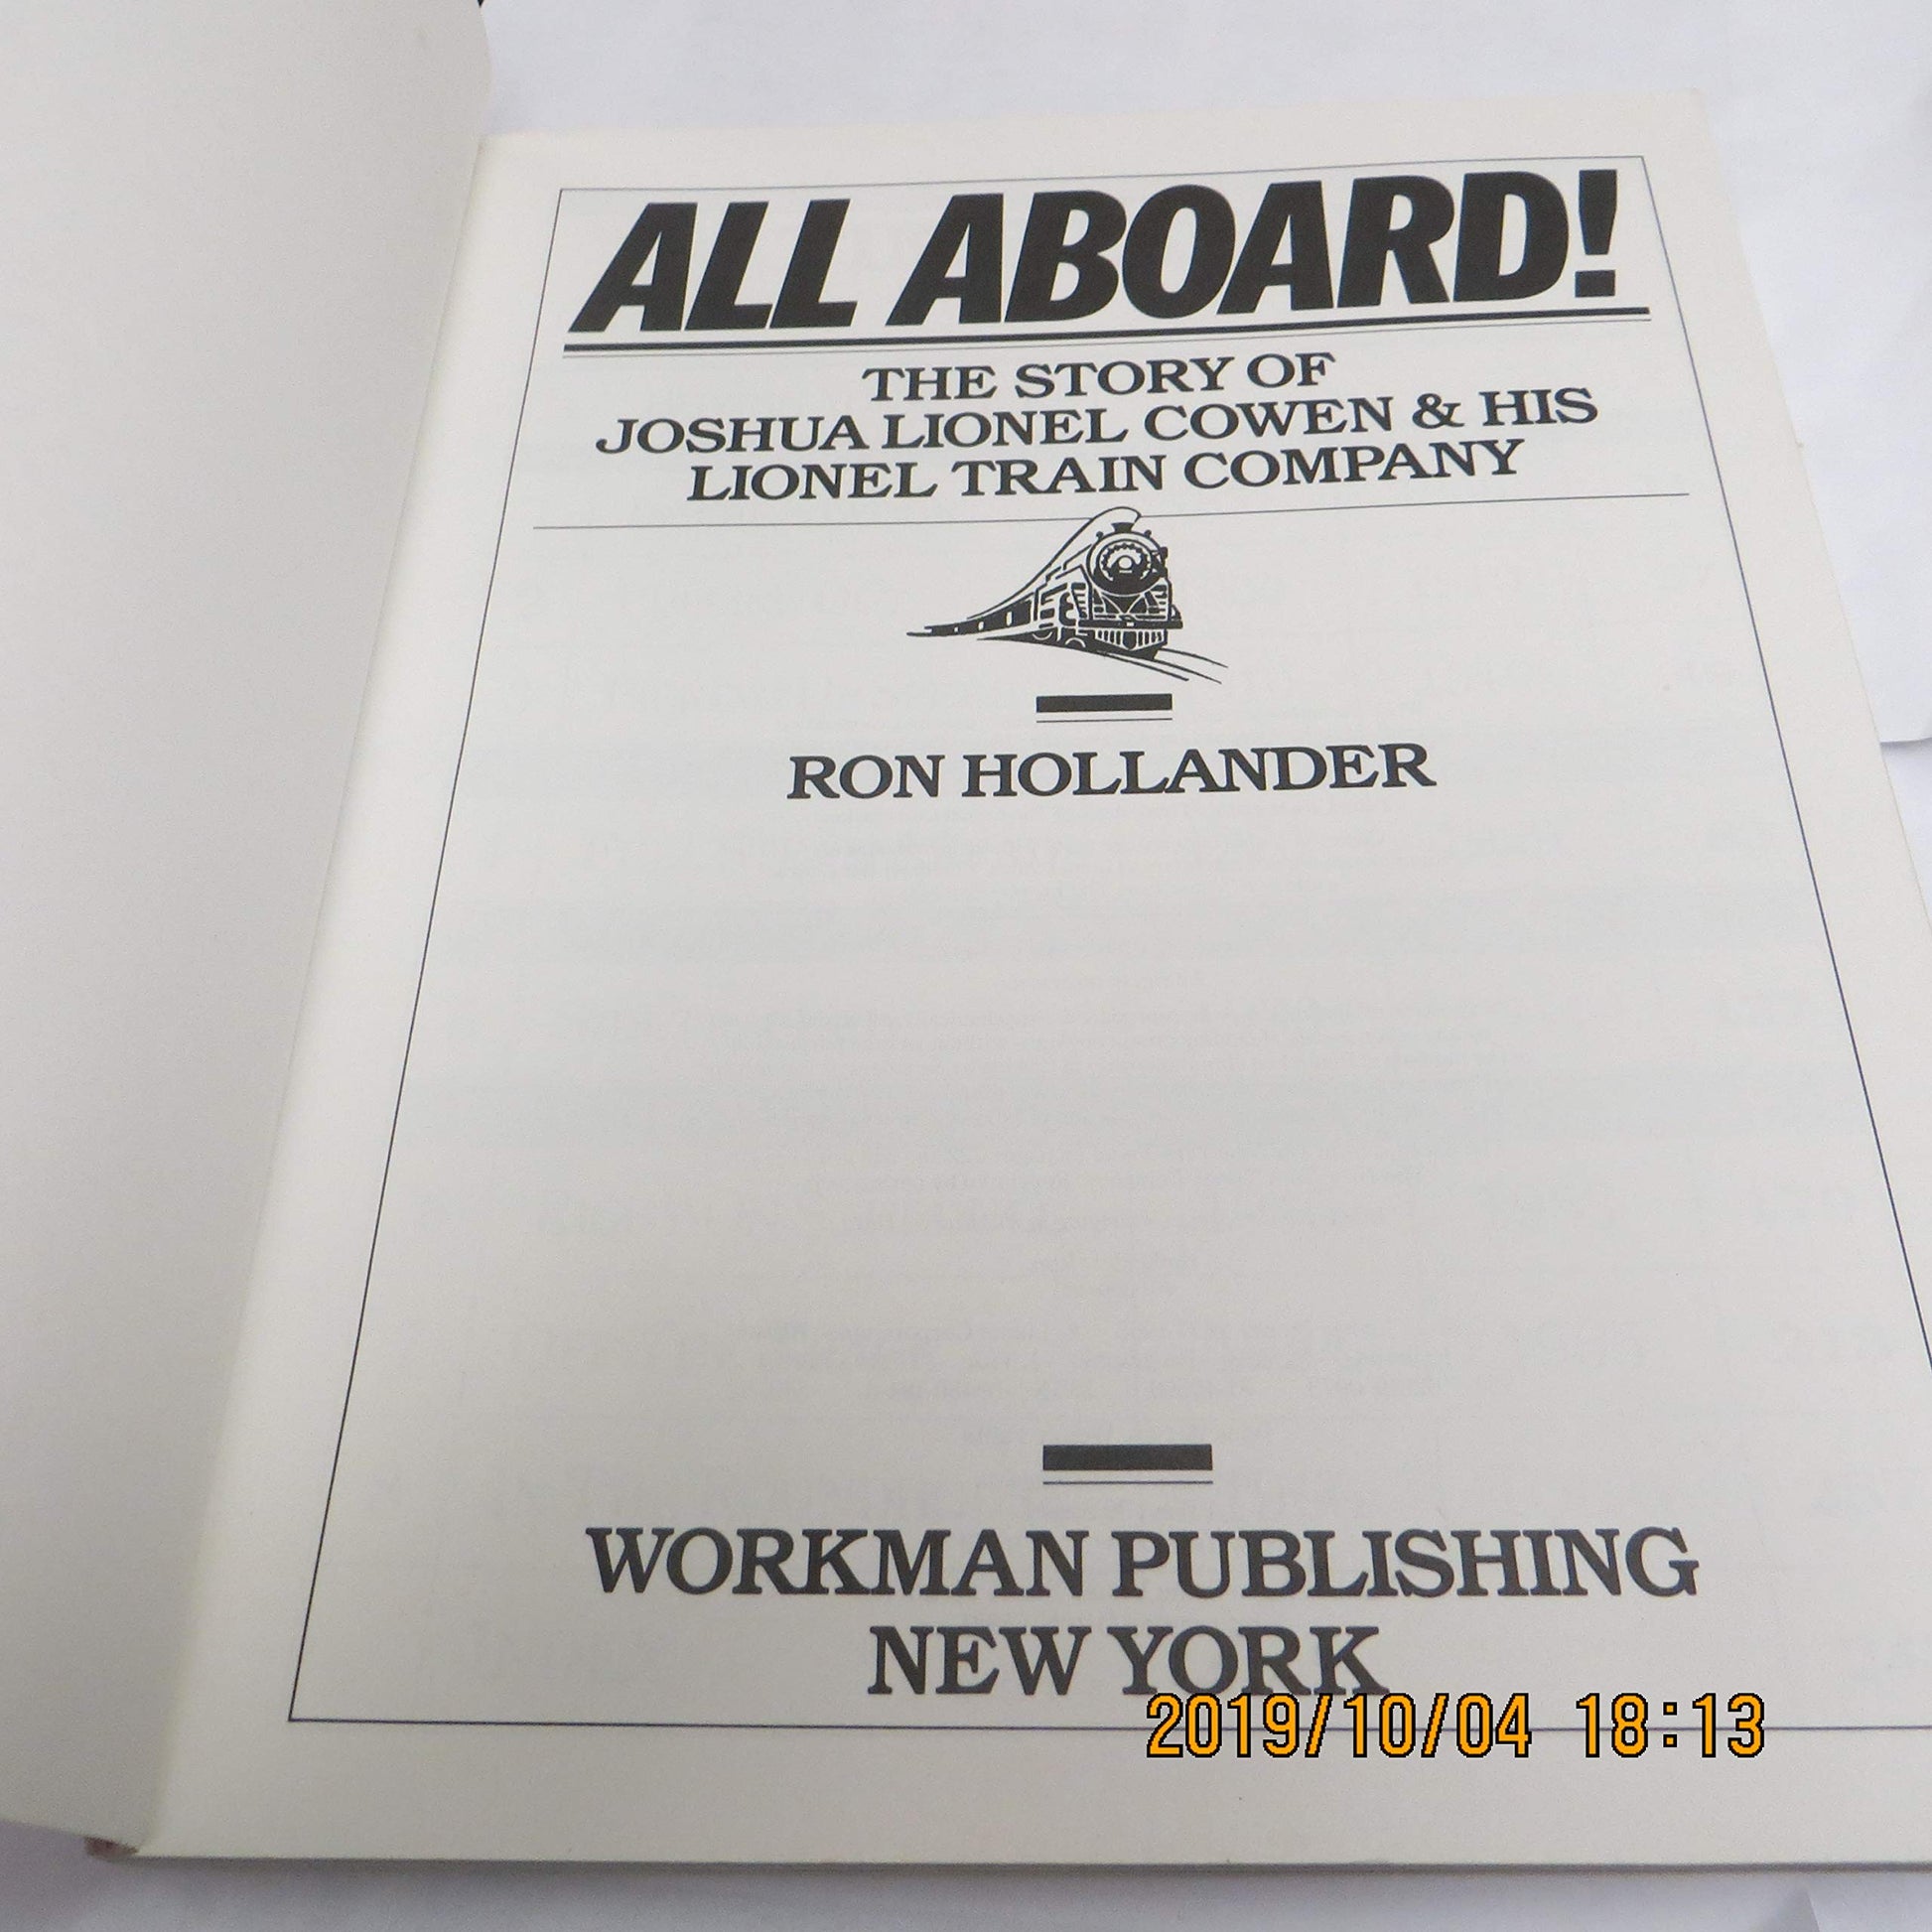 ALL ABOARD!
THE STORY OF
JOSHUA LIONEL COWEN & HIS
LIONEL TRAIN COMPANY
RON HOLLANDER
WORKMAN PUBLISHING
NEW YORK
2019/10/04 18:13